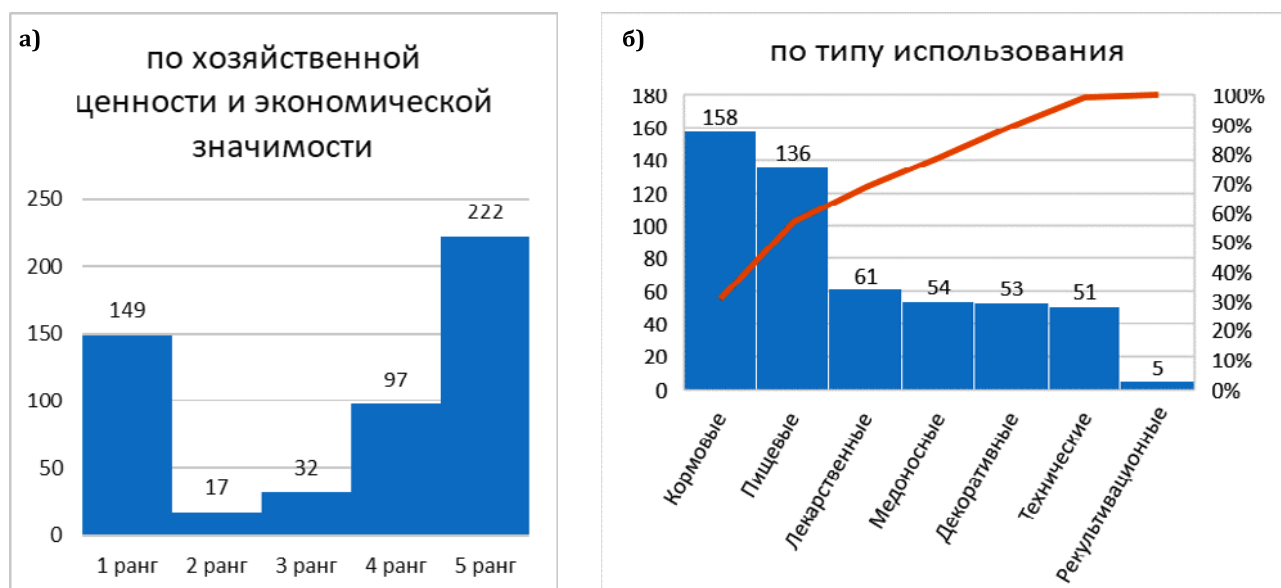 а)
по хозяйственной
ценности и экономической
значимости
250
200
150
100
50
0
149
17
32
97
222
1 ранг
2 ранг
3 ранг
4 ранг
5 ранг
б)
по типу использования
180
160
140
120
100
80
60
40
20
0
158
136
61
54
53
51
5
100%
90%
80%
70%
60%
50%
40%
30%
20%
10%
0%
Кормовые
Пищевые
Лекарственные
Медоносные
Декоративные
Технические
Рекультивационные